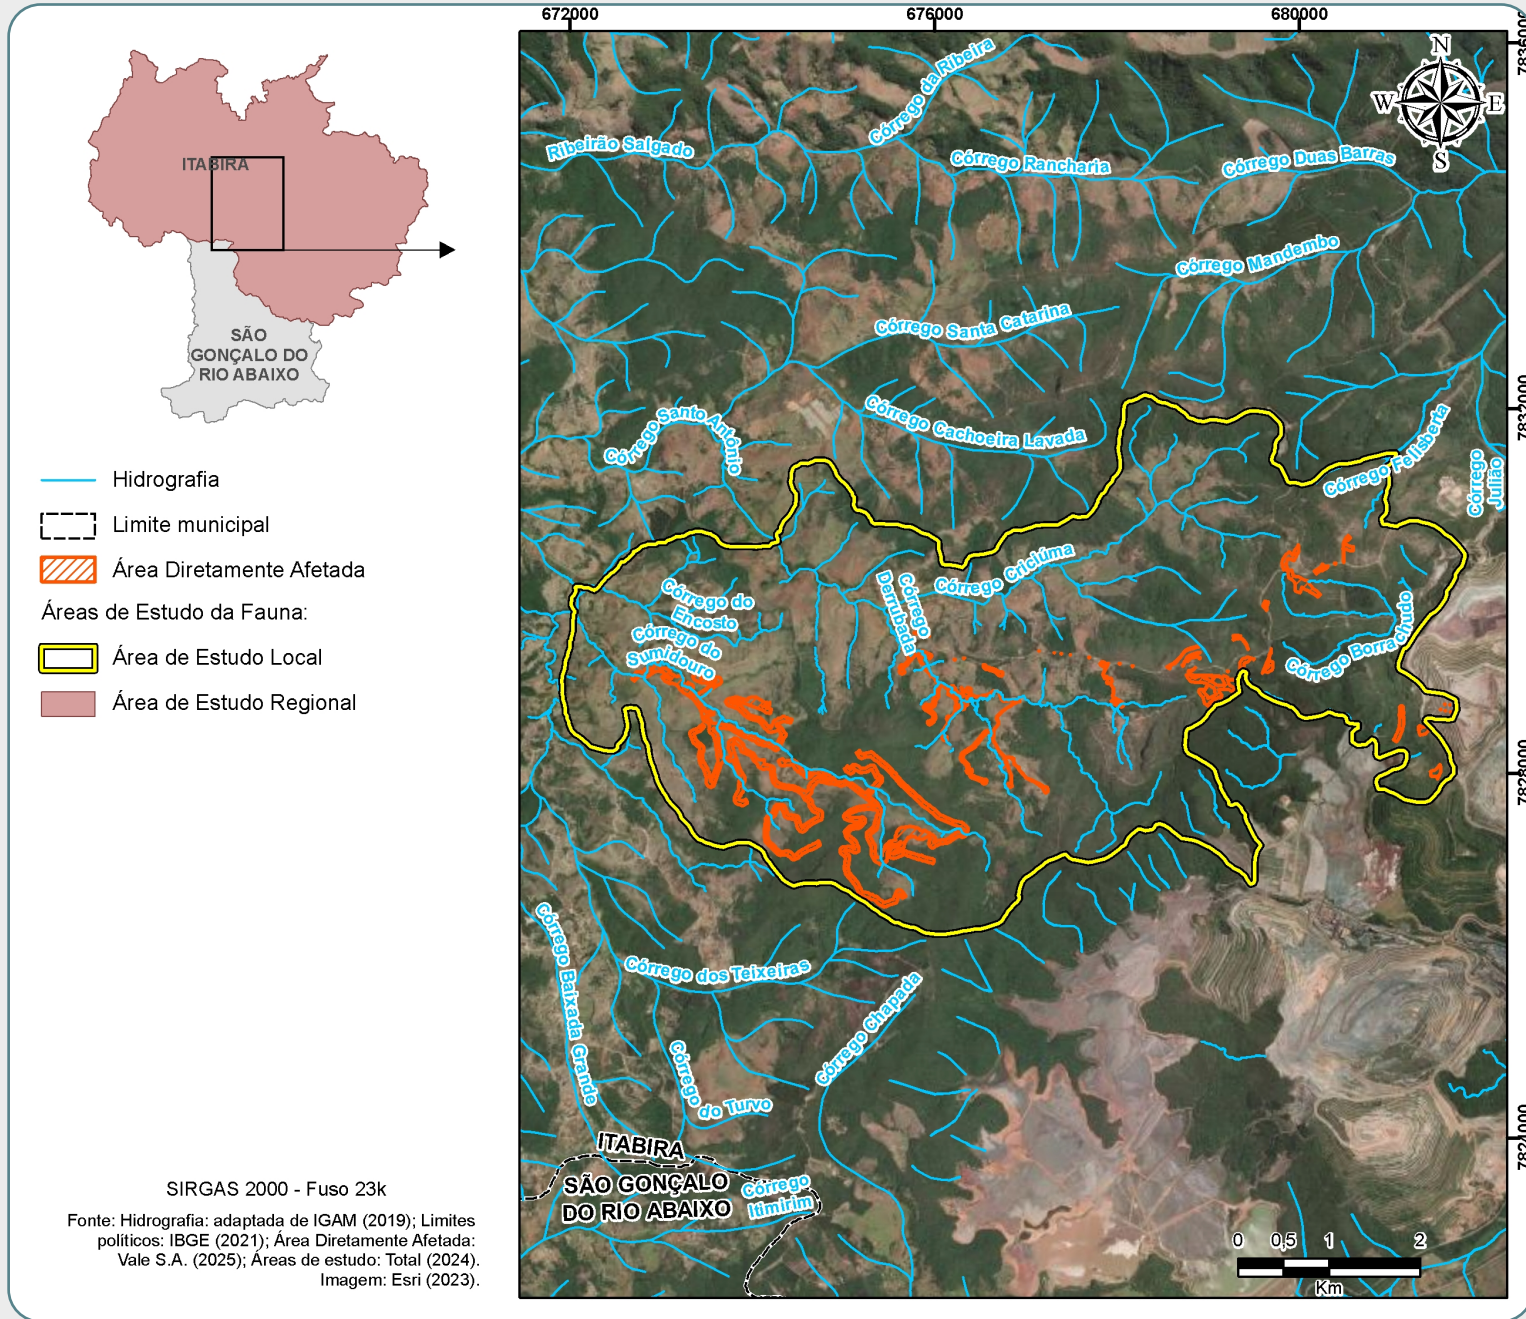 672000
676000
680000
7836000
7832000
7828000
7824000
N
W
E
S
ITABIRA
SÃO
GONÇALO DO
RIO ABAIXO
Hidrografia
Limite municipal
Área Diretamente Afetada
Áreas de Estudo da Fauna:
Área de Estudo Local
Área de Estudo Regional
SIRGAS 2000 - Fuso 23k
Fonte: Hidrografia: adaptada de IGAM (2019); Limites
políticos: IBGE (2021); Área Diretamente Afetada:
Vale S.A. (2025); Áreas de estudo: Total (2024).
Imagem: Esri (2023).
Córrego da Ribeira
Ribeirão Salgado
Córrego Rancharia
Córrego Duas Barras
Córrego Mandembo
Córrego Santa Catarina
Córrego Santo Antônio
Córrego Cachoeira Lavada
Córrego Felisberta
Córrego
Julião
Córrego Criciúma
Córrego
Derrubada
Córrego do
Encosto
Córrego do
Sumidouro
Córrego Borrachudo
Córrego Baixada Grande
Córrego dos Teixeiras
Córrego Chapada
Córrego
do Turvo
ITABIRA
SÃO GONÇALO
DO RIO ABAIXO
Córrego
Itimirim
0 0,5 1 2
Km